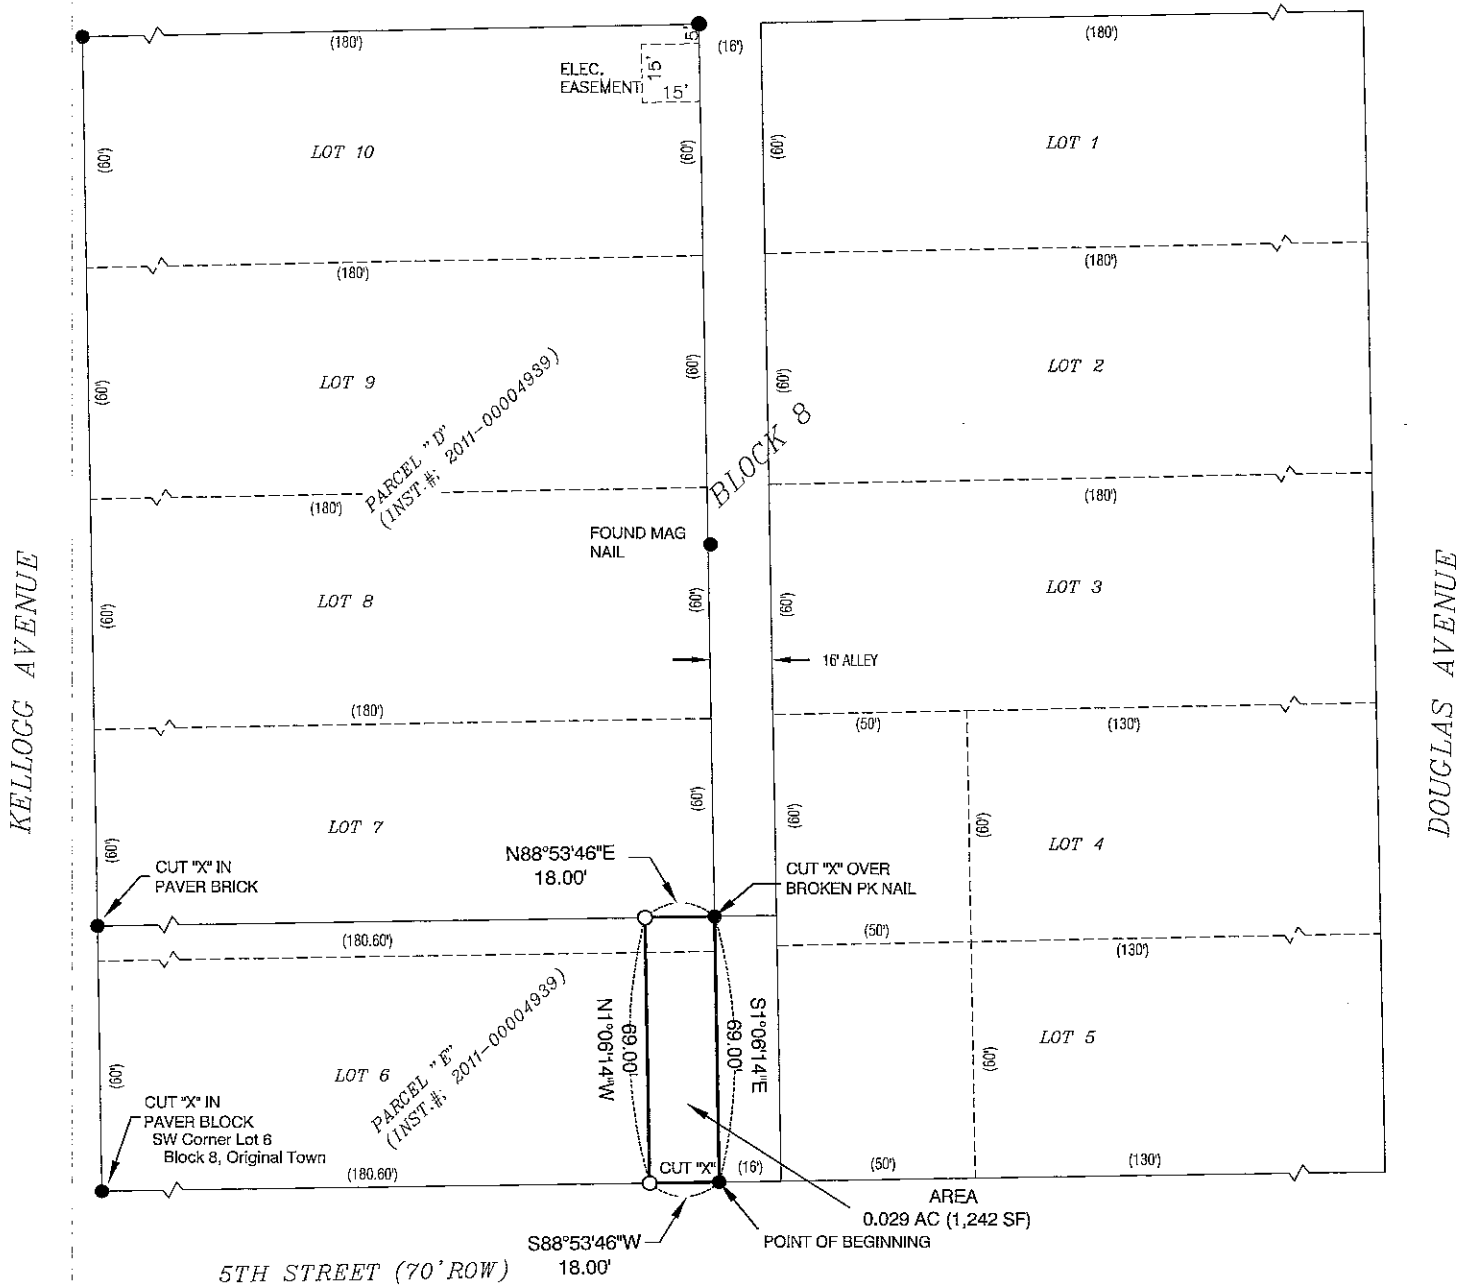 (180')
5'
(16')
(180')
ELEC.
EASEMENT
15'
15'
LOT 10
LOT 1
(60')
(60')
(60')
(180')
(180')
LOT 9
LOT 2
(60')
(60')
(60')
PARCEL "D"
(INST.#: 2011-00004939)
BLOCK 8
(180')
(180')
FOUND MAG
NAIL
LOT 8
LOT 3
(60')
(60')
(60')
KELLOGG AVENUE
DOUGLAS AVENUE
16' ALLEY
(180')
(50')
(130')
LOT 7
LOT 4
(60')
(60')
(60')
(60')
CUT "X" IN
PAVER BRICK
N88°53'46"E
18.00'
CUT "X" OVER
BROKEN PK NAIL
(180.60')
(50')
(130')
PARCEL "E"
(INST.#: 2011-00004939)
N1°06'14"W
69.00'
69.00'
S1°06'14"E
LOT 6
LOT 5
(60')
(60')
CUT "X" IN
PAVER BLOCK
SW Corner Lot 6
Block 8, Original Town
(180.60')
CUT "X"
(16')
(50')
(130')
AREA
0.029 AC (1,242 SF)
POINT OF BEGINNING
S88°53'46"W
18.00'
5TH STREET (70' ROW)